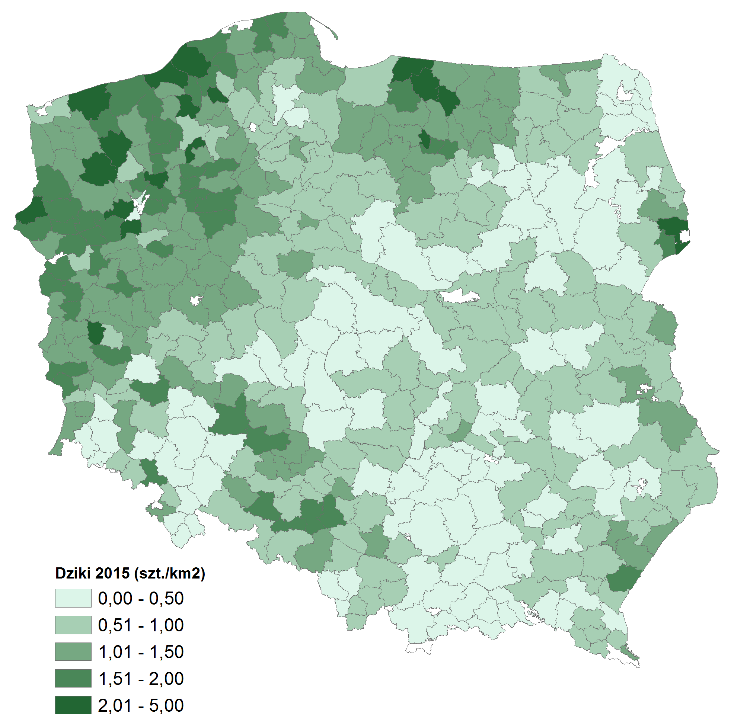 Dziki 2015 (szt./km2)
0,00 - 0,50
0,51 - 1,00
1,01 - 1,50
1,51 - 2,00
2,01 - 5,00